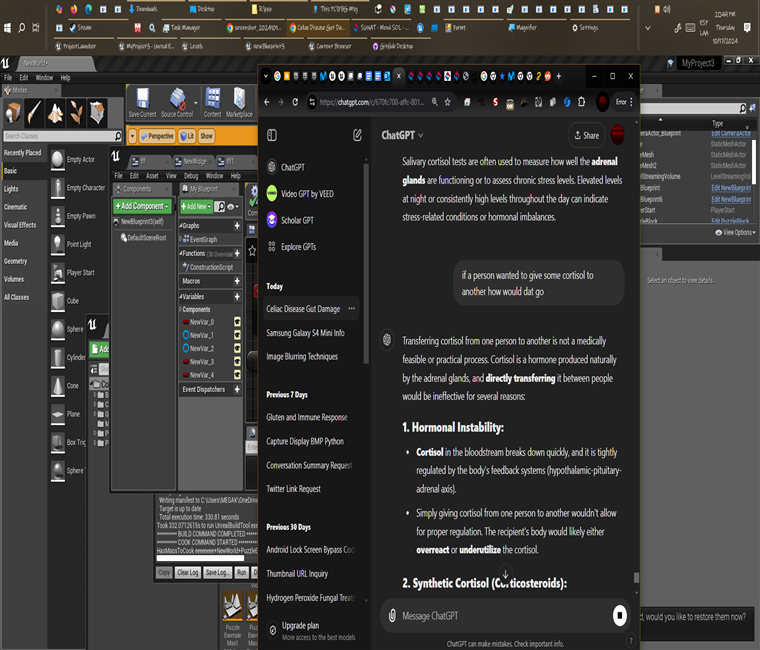 Downloads
Desktop
Rippy
Steam
Task Manager
screenshot_2024101
Celiac Disease Gut Dam
Forms
Magnifier
Settings
ProjectLauncher
MyProject3 - Unreal E
Levels
newBlueprint3
Content Browser
GitHub Desktop
ESP
LAA
2:04 PM
Thursday
10/17/2024
NewWorld*
MyProject3
File Edit Window Help
Modes
Search Classes
Recently Placed
Basic
Lights
Cinematic
Visual Effects
Media
Geometry
Volumes
All Classes
Empty Actor
Empty Character
Empty Pawn
Point Light
Player Start
Cube
Sphere
Cylinder
Cone
Plane
Box Trig
Sphere
Save Current
Source Control
Content
Marketplace
Perspective
Lit
Show
fff
NewWidge
fff1
File Edit Asset View Debug Window Help
Components
+Add Component
NewBlueprint3(self)
DefaultSceneRoot
My Blueprint
+Add New
Graphs
EventGraph
Functions
ConstructionScript
Macros
Variables
Components
NewVar_0
NewVar_1
NewVar_2
NewVar_3
NewVar_4
Event Dispatchers
Writing manifest to C:\Users\MEGAK\OneDrive
Target is up to date
Total execution time: 330.81 seconds
Took 332.0712615s to run UnrealBuildTool.exe
BUILD COMMAND COMPLETED
COOK COMMAND STARTED
Copy
Clear Log
Save Log...
Run
Puzzle
Example
Map1
https://chatgpt.com/c/670fc700-affc-801...
Error
ChatGPT
Share
ChatGPT
Video GPT by VEED
Scholar GPT
Explore GPTs
Today
Celiac Disease Gut Damage
Samsung Galaxy S4 Mini Info
Image Blurring Techniques
Previous 7 Days
Gluten and Immune Response
Capture Display BMP Python
Conversation Summary Request
Twitter Link Request
Previous 30 Days
Android Lock Screen Bypass Co
Thumbnail URL Inquiry
Hydrogen Peroxide Fungal Treat
Upgrade plan
More access to the best models
Salivary cortisol tests are often used to measure how well the adrenal
glands are functioning or to assess chronic stress levels. Elevated levels
at night or consistently high levels throughout the day can indicate
stress-related conditions or hormonal imbalances.
if a person wanted to give some cortisol to
another how would dat go
Transferring cortisol from one person to another is not a medically
feasible or practical process. Cortisol is a hormone produced naturally
by the adrenal glands, and directly transferring it between people
would be ineffective for several reasons:
1. Hormonal Instability:
• Cortisol in the bloodstream breaks down quickly, and it is tightly
regulated by the body's feedback systems (hypothalamic-pituitary-
adrenal axis).
• Simply giving cortisol from one person to another wouldn't allow
for proper regulation. The recipient's body would likely either
overreact or underutilize the cortisol.
2. Synthetic Cortisol (Corticosteroids):
Message ChatGPT
ChatGPT can make mistakes. Check important info.
Type
Edit CameraActor
StaticMeshActor
StaticMeshActor
LevelStreamingVolume
Edit NewBlueprint
Edit NewBlueprint
PlayerStart
Edit PuzzleBlock
View Options
Select an object to view details.
would you like to restore them now?